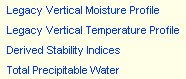 Legacy Vertical Moisture Profile
Legacy Vertical Temperature Profile
Derived Stability Indices
Total Precipitable Water